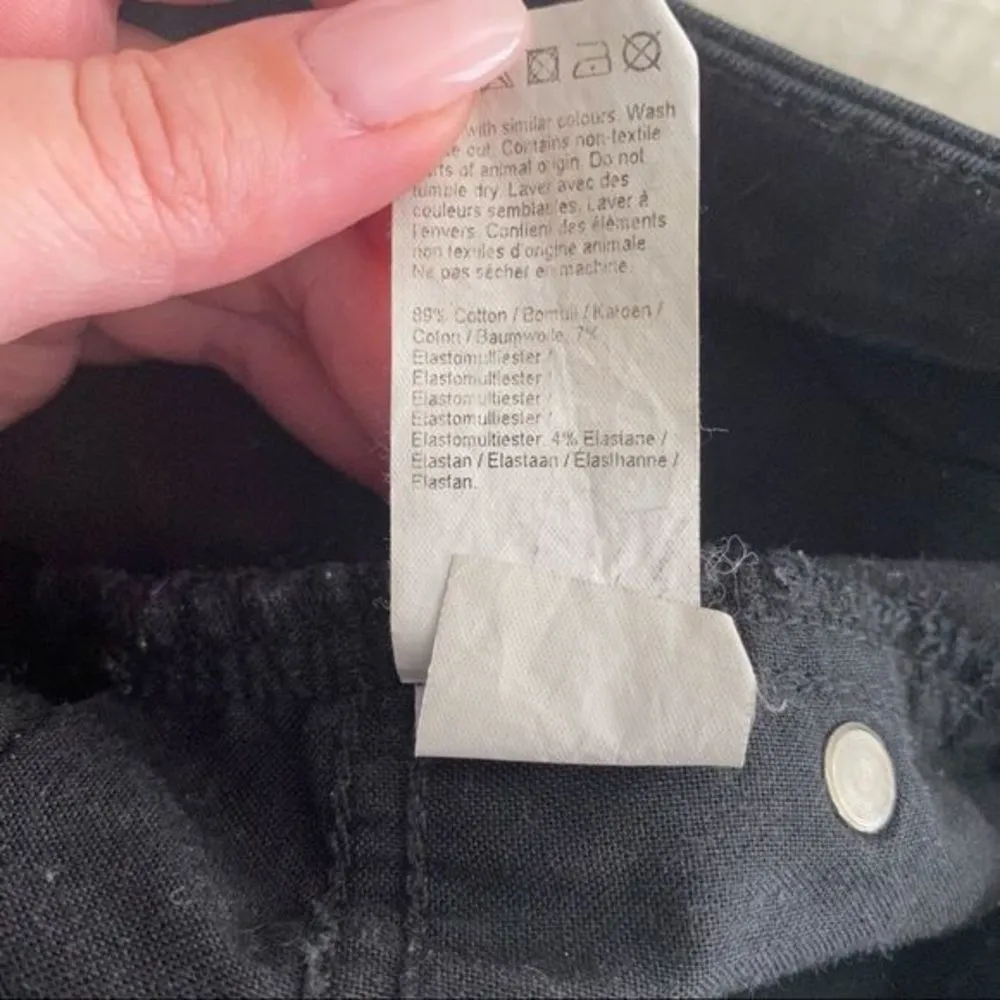 with similar colours. Wash
out. Contains non-textile
of animal origin. Do not
tumble dry. Laver avec des
couleurs semblables. Laver à
l'envers. Contient des éléments
non textiles d'origine animale.
Ne pas sécher en machine.
89% Cotton / Bomull / Katoen /
Coton / Baumwolle, 7%
Elastomultiester /
Elastomultiester /
Elastomultiester /
Elastomultiester /
Elastomultiester, 4% Elastane /
Elastan / Elastaan / Élasthanne /
Elastan.